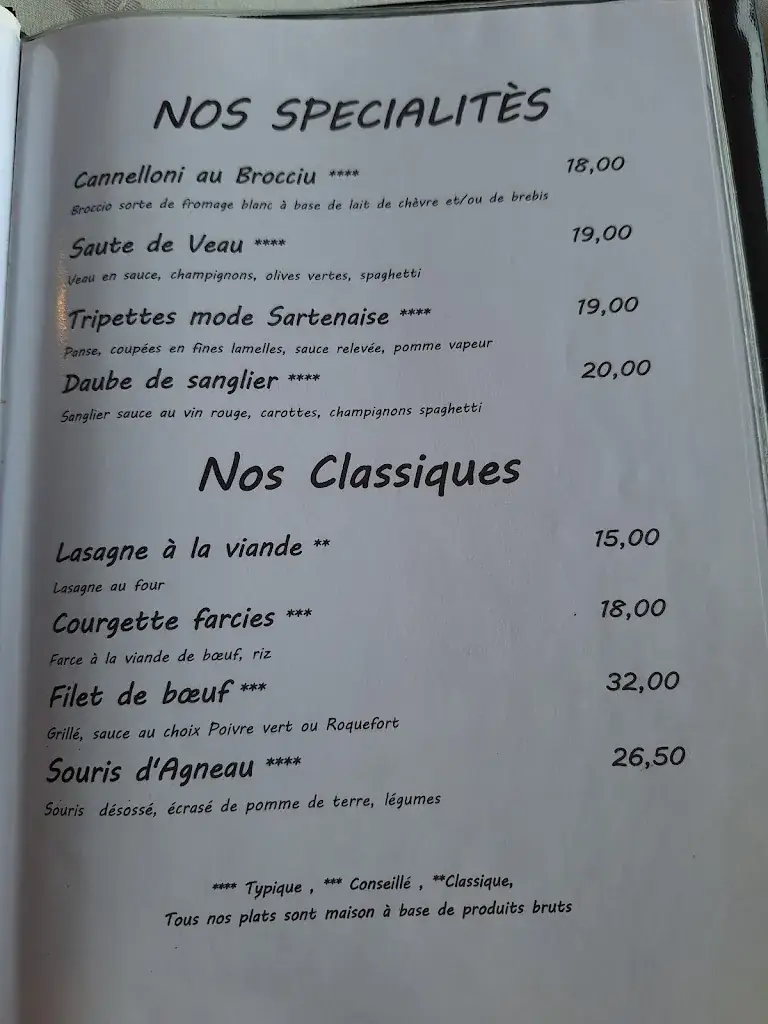 NOS SPECIALITÈS
Cannelloni au Brocciu **** 18,00
Broccio sorte de fromage blanc à base de lait de chèvre et/ou de brebis
Saute de Veau **** 19,00
Veau en sauce, champignons, olives vertes, spaghetti
Tripettes mode Sartenaise **** 19,00
Panse, coupées en fines lamelles, sauce relevée, pomme vapeur
Daube de sanglier **** 20,00
Sanglier sauce au vin rouge, carottes, champignons spaghetti
Nos Classiques
Lasagne à la viande ** 15,00
Lasagne au four
Courgette farcies *** 18,00
Farce à la viande de bœuf, riz
Filet de bœuf *** 32,00
Grillé, sauce au choix Poivre vert ou Roquefort
Souris d'Agneau **** 26,50
Souris désossé, écrasé de pomme de terre, légumes
**** Typique , *** Conseillé , **Classique,
Tous nos plats sont maison à base de produits bruts